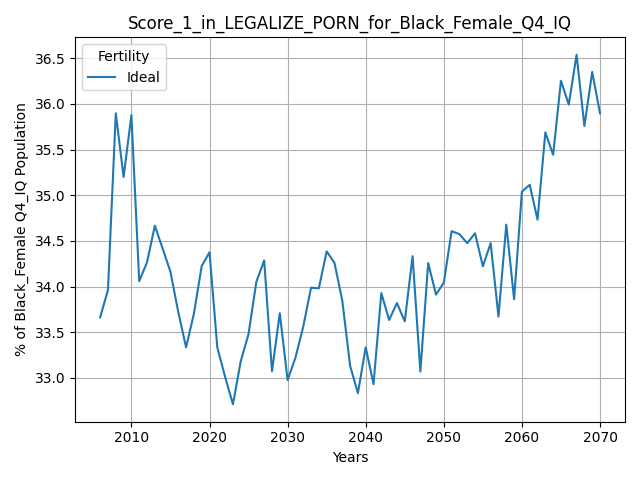 Score_1_in_LEGALIZE_PORN_for_Black_Female_Q4_IQ
Fertility
Ideal
% of Black_Female Q4_IQ Population
36.5
36.0
35.5
35.0
34.5
34.0
33.5
33.0
2010 2020 2030 2040 2050 2060 2070
Years